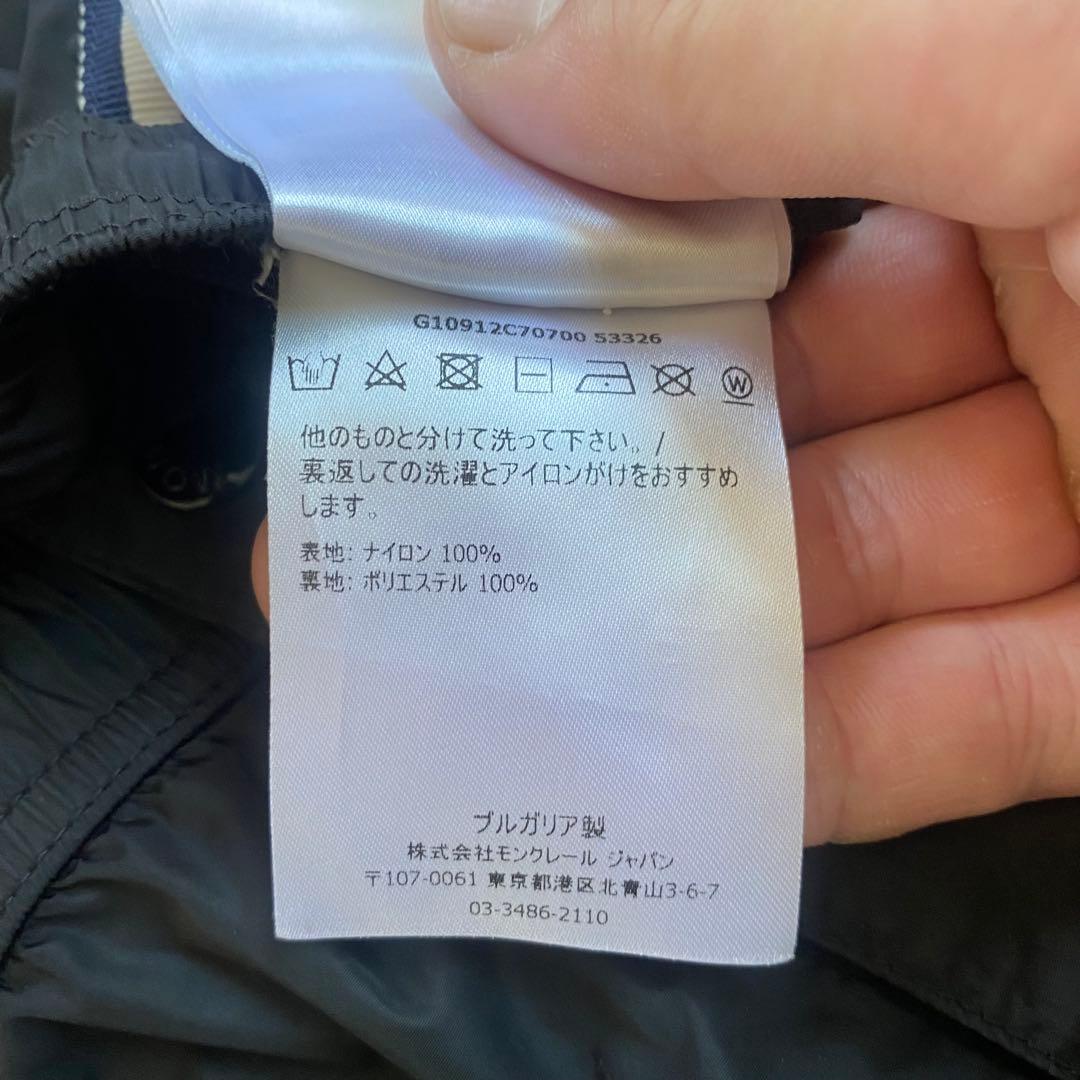 G10912C70700 53326
W
他のものと分けて洗って下さい。/
裏返しての洗濯とアイロンがけをおすすめ
します。
表地: ナイロン 100%
裏地: ポリエステル 100%
ブルガリア製
株式会社モンクレール ジャパン
〒107-0061 東京都港区北青山3-6-7
03-3486-2110